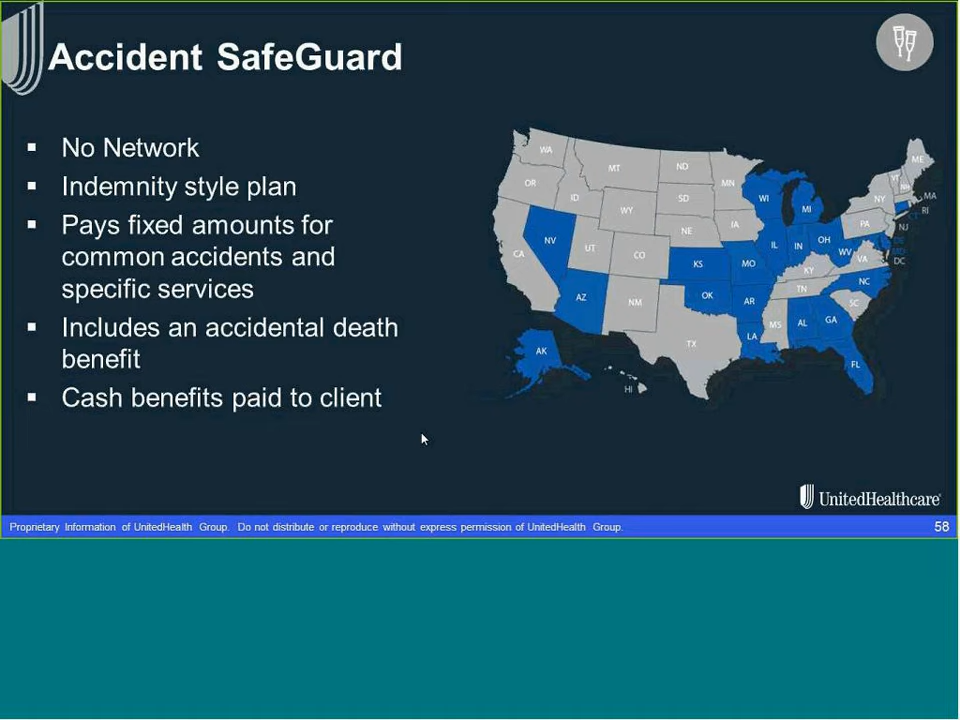 Accident SafeGuard
▪ No Network
▪ Indemnity style plan
▪ Pays fixed amounts for
common accidents and
specific services
▪ Includes an accidental death
benefit
▪ Cash benefits paid to client
WA
MT
ND
MN
OR
ID
WY
SD
WI
MI
ME
VT
NH
MA
RI
CT
NY
NJ
PA
IA
NE
NV
UT
CO
CA
KS
MO
IL
IN
OH
WV
VA
DE
MD
DC
KY
NC
TN
SC
AZ
NM
OK
AR
MS
AL
GA
LA
TX
FL
AK
HI
UnitedHealthcare
Proprietary Information of UnitedHealth Group. Do not distribute or reproduce without express permission of UnitedHealth Group.
58